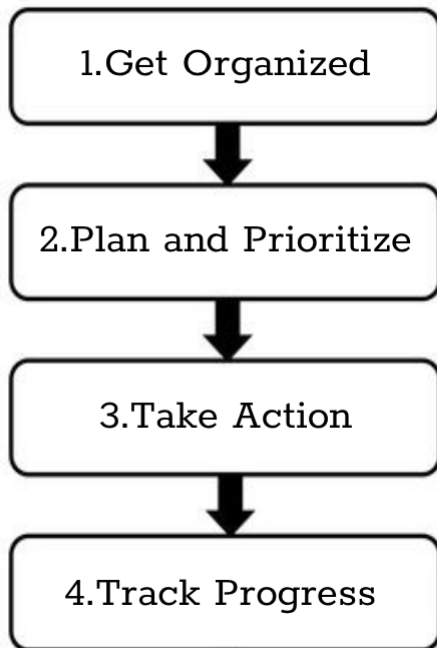 1.Get Organized
2.Plan and Prioritize
3.Take Action
4.Track Progress